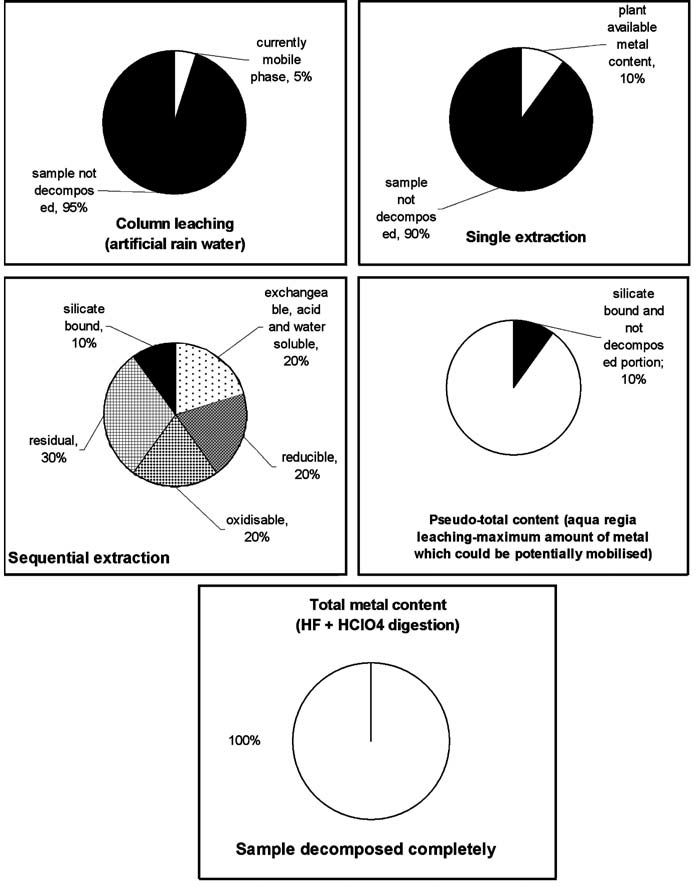 currently
mobile
phase, 5%
sample not
decompos
ed, 95%
Column leaching
(artificial rain water)
plant
available
metal
content,
10%
sample
not
decompos
ed, 90%
Single extraction
silicate
bound,
10%
exchangea
ble, acid
and water
soluble,
20%
residual,
30%
reducible,
20%
oxidisable,
20%
Sequential extraction
silicate
bound and
not
decompos
ed portion;
10%
Pseudo-total content (aqua regia
leaching-maximum amount of metal
which could be potentially mobilised)
Total metal content
(HF + HClO4 digestion)
100%
Sample decomposed completely